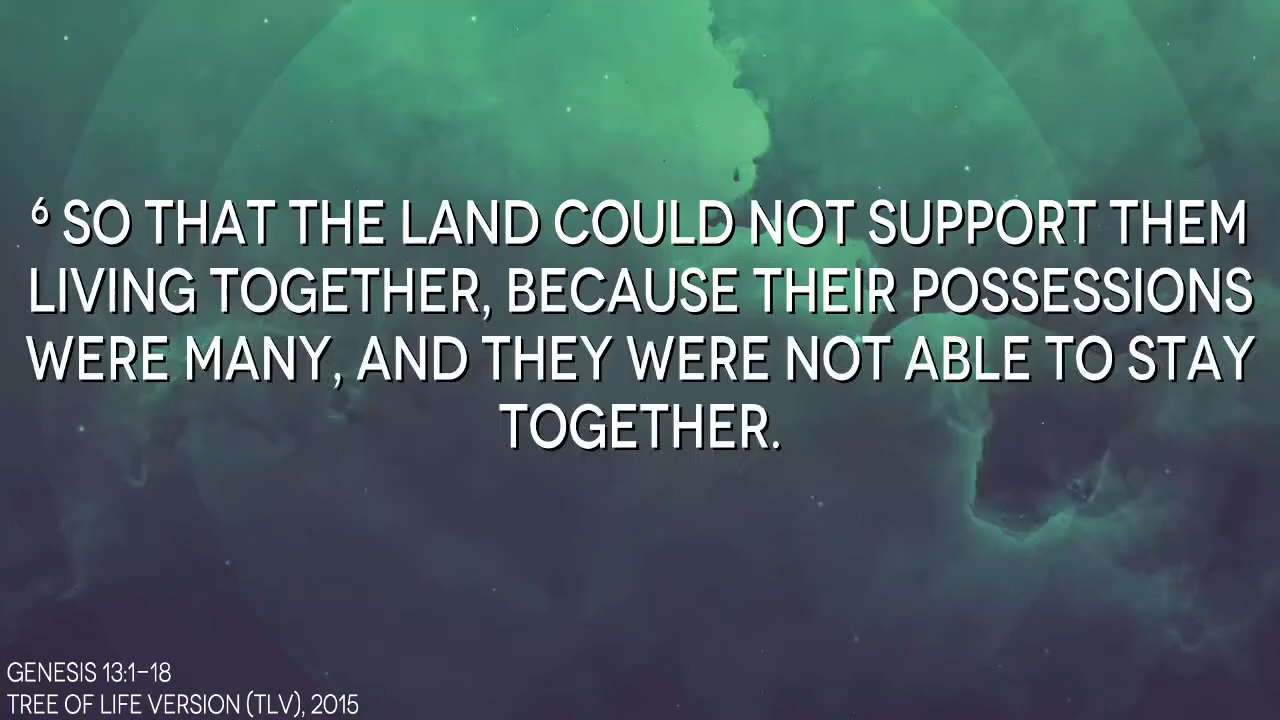 ⁶ SO THAT THE LAND COULD NOT SUPPORT THEM
LIVING TOGETHER, BECAUSE THEIR POSSESSIONS
WERE MANY, AND THEY WERE NOT ABLE TO STAY
TOGETHER.
GENESIS 13:1–18
TREE OF LIFE VERSION (TLV), 2015